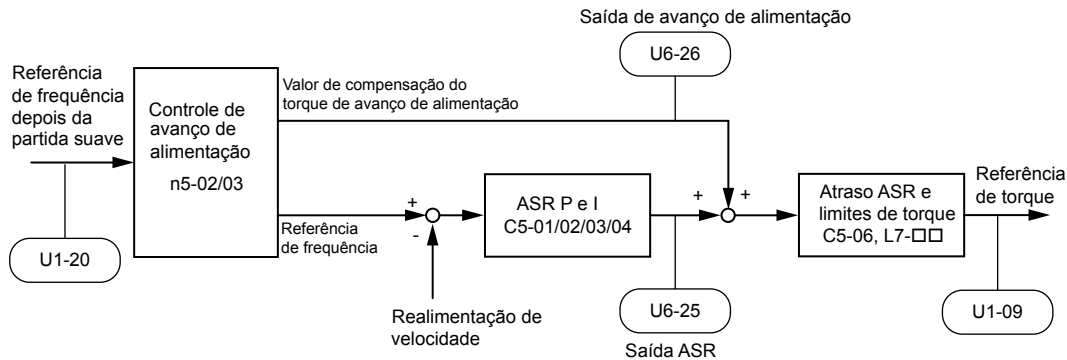 Saída de avanço de alimentação
U6-26
Referência
de frequência
depois da
partida suave
Controle de
avanço de
alimentação
n5-02/03
Valor de compensação do
torque de avanço de alimentação
U1-20
Referência
de frequência
+
-
Realimentação de
velocidade
ASR P e I
C5-01/02/03/04
+
+
U6-25
Saída ASR
Atraso ASR e
limites de torque
C5-06, L7-□□
Referência
de torque
U1-09